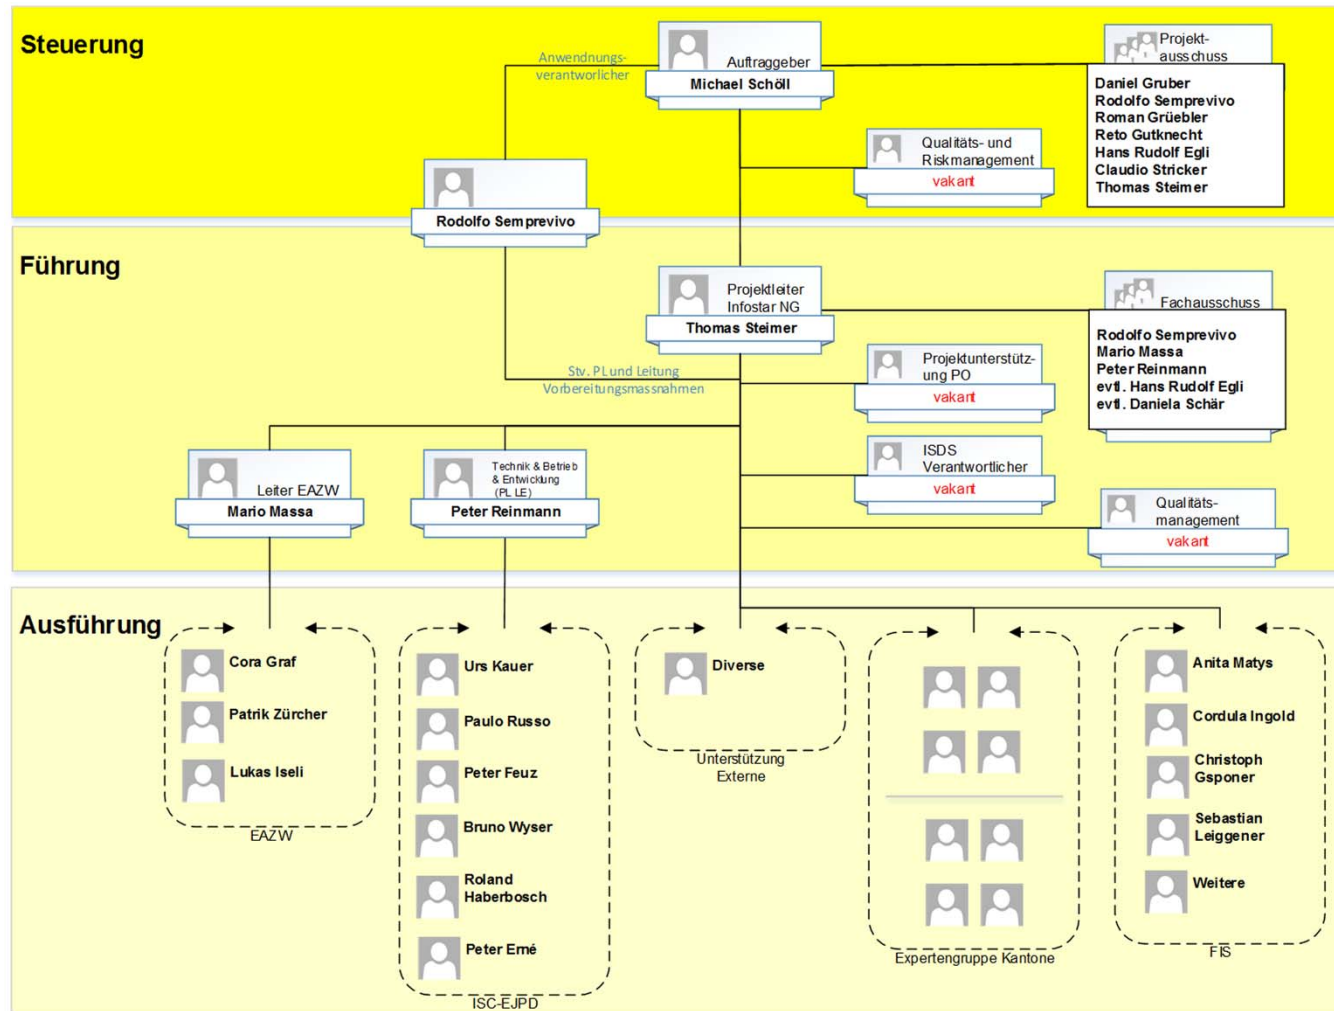 Steuerung
Anwendnungs-
verantworlicher
Auftraggeber
Michael Schöll
Projekt-
ausschuss
Daniel Gruber
Rodolfo Semprevivo
Roman Grüebler
Reto Gutknecht
Hans Rudolf Egli
Claudio Stricker
Thomas Steimer
Qualitäts- und
Riskmanagement
vakant
Rodolfo Semprevivo
Führung
Projektleiter
Infostar NG
Thomas Steimer
Fachausschuss
Rodolfo Semprevivo
Mario Massa
Peter Reinmann
evtl. Hans Rudolf Egli
evtl. Daniela Schär
Stv. PL und Leitung
Vorbereitungsmassnahmen
Projektunterstütz-
ung PO
vakant
Leiter EAZW
Mario Massa
Technik & Betrieb
& Entwicklung
(PL LE)
Peter Reinmann
ISDS
Verantwortlicher
vakant
Qualitäts-
management
vakant
Ausführung
Cora Graf
Patrik Zürcher
Lukas Iseli
EAZW
Urs Kauer
Paulo Russo
Peter Feuz
Bruno Wyser
Roland
Haberbosch
Peter Erné
ISC-EJPD
Diverse
Unterstützung
Externe
Expertengruppe Kantone
Anita Matys
Cordula Ingold
Christoph
Gsponer
Sebastian
Leiggener
Weitere
FIS